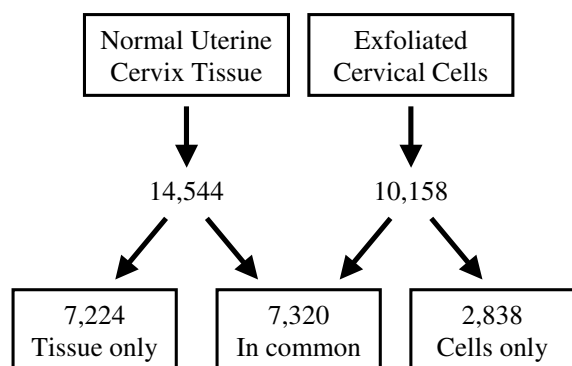 Normal Uterine
Cervix Tissue
Exfoliated
Cervical Cells
14,544
10,158
7,224
Tissue only
7,320
In common
2,838
Cells only